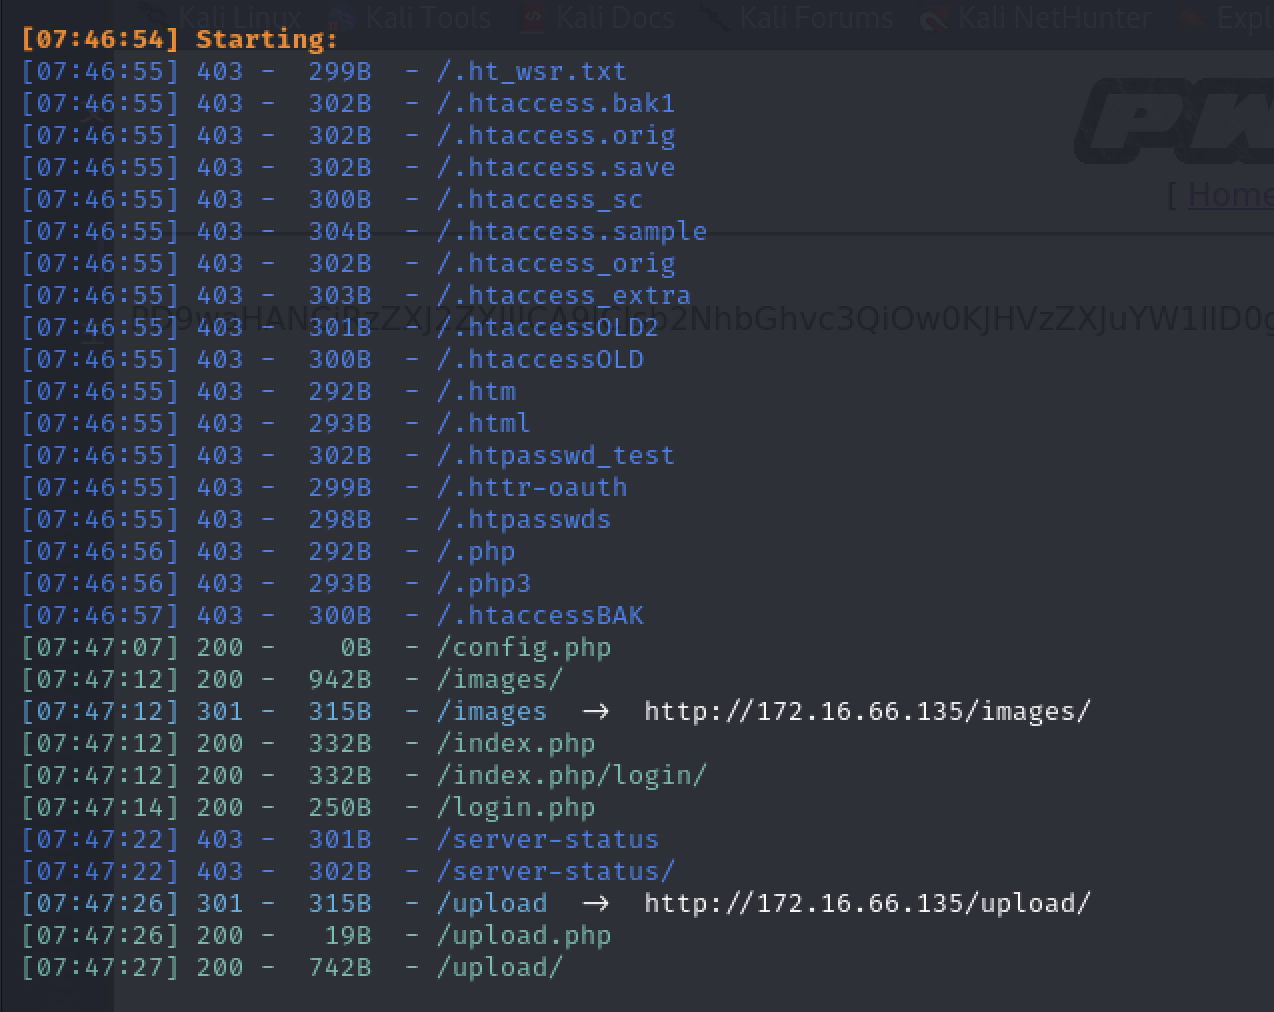 Kali Linux Kali Tools Kali Docs Kali Forums Kali NetHunter Expl
[07:46:54] Starting:
[07:46:55] 403 - 299B - /.ht_wsr.txt
[07:46:55] 403 - 302B - /.htaccess.bak1
[07:46:55] 403 - 302B - /.htaccess.orig
[07:46:55] 403 - 302B - /.htaccess.save
[07:46:55] 403 - 300B - /.htaccess_sc
[ Home
[07:46:55] 403 - 304B - /.htaccess.sample
[07:46:55] 403 - 302B - /.htaccess_orig
[07:46:55] 403 - 303B - /.htaccess_extra
[07:46:55] 403 - 301B - /.htaccessOLD2
[07:46:55] 403 - 300B - /.htaccessOLD
[07:46:55] 403 - 292B - /.htm
[07:46:55] 403 - 293B - /.html
[07:46:55] 403 - 302B - /.htpasswd_test
[07:46:55] 403 - 299B - /.httr-oauth
[07:46:55] 403 - 298B - /.htpasswds
[07:46:56] 403 - 292B - /.php
[07:46:56] 403 - 293B - /.php3
[07:46:57] 403 - 300B - /.htaccessBAK
[07:47:07] 200 - 0B - /config.php
[07:47:12] 200 - 942B - /images/
[07:47:12] 301 - 315B - /images → http://172.16.66.135/images/
[07:47:12] 200 - 332B - /index.php
[07:47:12] 200 - 332B - /index.php/login/
[07:47:14] 200 - 250B - /login.php
[07:47:22] 403 - 301B - /server-status
[07:47:22] 403 - 302B - /server-status/
[07:47:26] 301 - 315B - /upload → http://172.16.66.135/upload/
[07:47:26] 200 - 19B - /upload.php
[07:47:27] 200 - 742B - /upload/